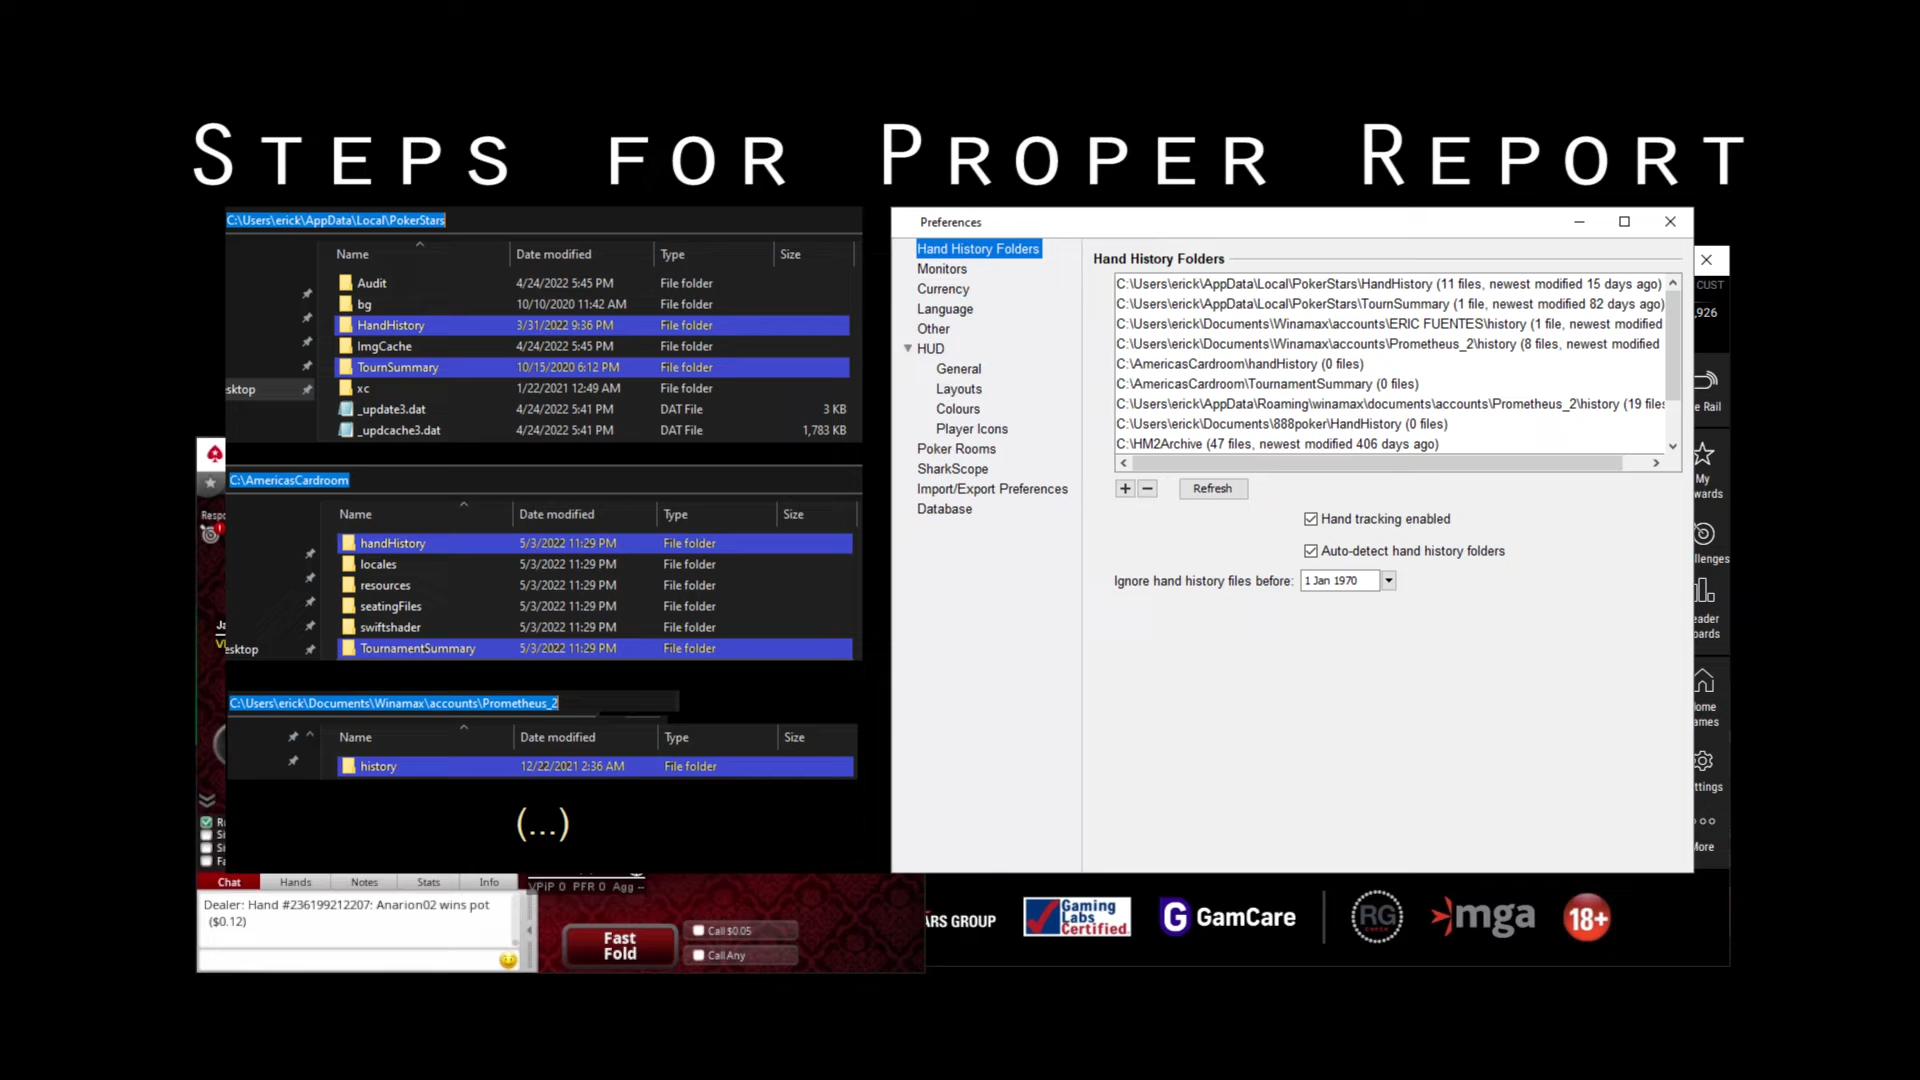 STEPS FOR PROPER REPORT
C:\Users\erick\AppData\Local\PokerStars
Name Date modified Type Size
Audit 4/24/2022 5:45 PM File folder
bg 10/10/2020 11:42 AM File folder
HandHistory 3/31/2022 9:36 PM File folder
ImgCache 4/24/2022 5:45 PM File folder
TournSummary 10/15/2020 6:12 PM File folder
sktop xc 1/22/2021 12:49 AM File folder
_update3.dat 4/24/2022 5:41 PM DAT File 3 KB
_updcache3.dat 4/24/2022 5:41 PM DAT File 1,783 KB
C:\AmericasCardroom
Name Date modified Type Size
handHistory 5/3/2022 11:29 PM File folder
locales 5/3/2022 11:29 PM File folder
resources 5/3/2022 11:29 PM File folder
seatingFiles 5/3/2022 11:29 PM File folder
swiftshader 5/3/2022 11:29 PM File folder
esktop TournamentSummary 5/3/2022 11:29 PM File folder
C:\Users\erick\Documents\Winamax\accounts\Prometheus_2
Name Date modified Type Size
history 12/22/2021 2:36 AM File folder
(...)
Respo
Chat Hands Notes Stats Info
Dealer: Hand #236199212207: Anarion02 wins pot
($0.12)
VPIP 0 PFR 0 Agg --
Fast
Fold
Call $0.05
Call Any
Preferences
Hand History Folders
Monitors
Currency
Language
Other
HUD
General
Layouts
Colours
Player Icons
Poker Rooms
SharkScope
Import/Export Preferences
Database
Hand History Folders
C:\Users\erick\AppData\Local\PokerStars\HandHistory (11 files, newest modified 15 days ago)
C:\Users\erick\AppData\Local\PokerStars\TournSummary (1 file, newest modified 82 days ago)
C:\Users\erick\Documents\Winamax\accounts\ERIC FUENTES\history (1 file, newest modified
C:\Users\erick\Documents\Winamax\accounts\Prometheus_2\history (8 files, newest modified
C:\AmericasCardroom\handHistory (0 files)
C:\AmericasCardroom\TournamentSummary (0 files)
C:\Users\erick\AppData\Roaming\winamax\documents\accounts\Prometheus_2\history (19 files
C:\Users\erick\Documents\888poker\HandHistory (0 files)
C:\HM2Archive (47 files, newest modified 406 days ago)
+ − Refresh
Hand tracking enabled
Auto-detect hand history folders
Ignore hand history files before: 1 Jan 1970
CUST
,926
e Rail
My
wards
llenges
eader
oards
ome
ames
ttings
More
ARS GROUP
Gaming
Labs
Certified
GamCare
RG
mga
18+